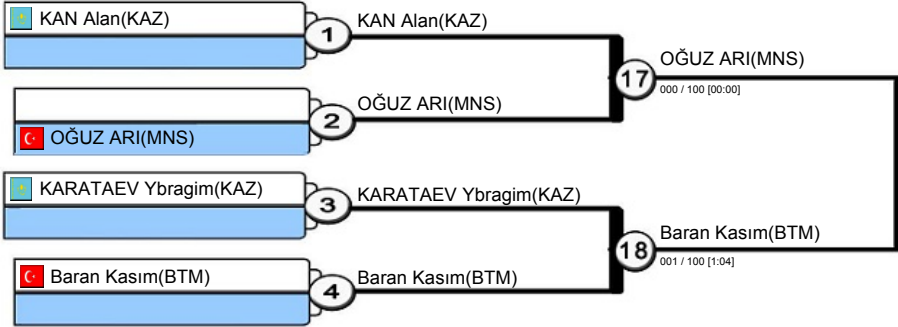 KAN Alan(KAZ)
1
KAN Alan(KAZ)
OĞUZ ARI(MNS)
17
000 / 100 [00:00]
OĞUZ ARI(MNS)
2
OĞUZ ARI(MNS)
KARATAEV Ybragim(KAZ)
3
KARATAEV Ybragim(KAZ)
Baran Kasım(BTM)
18
001 / 100 [1:04]
Baran Kasım(BTM)
4
Baran Kasım(BTM)